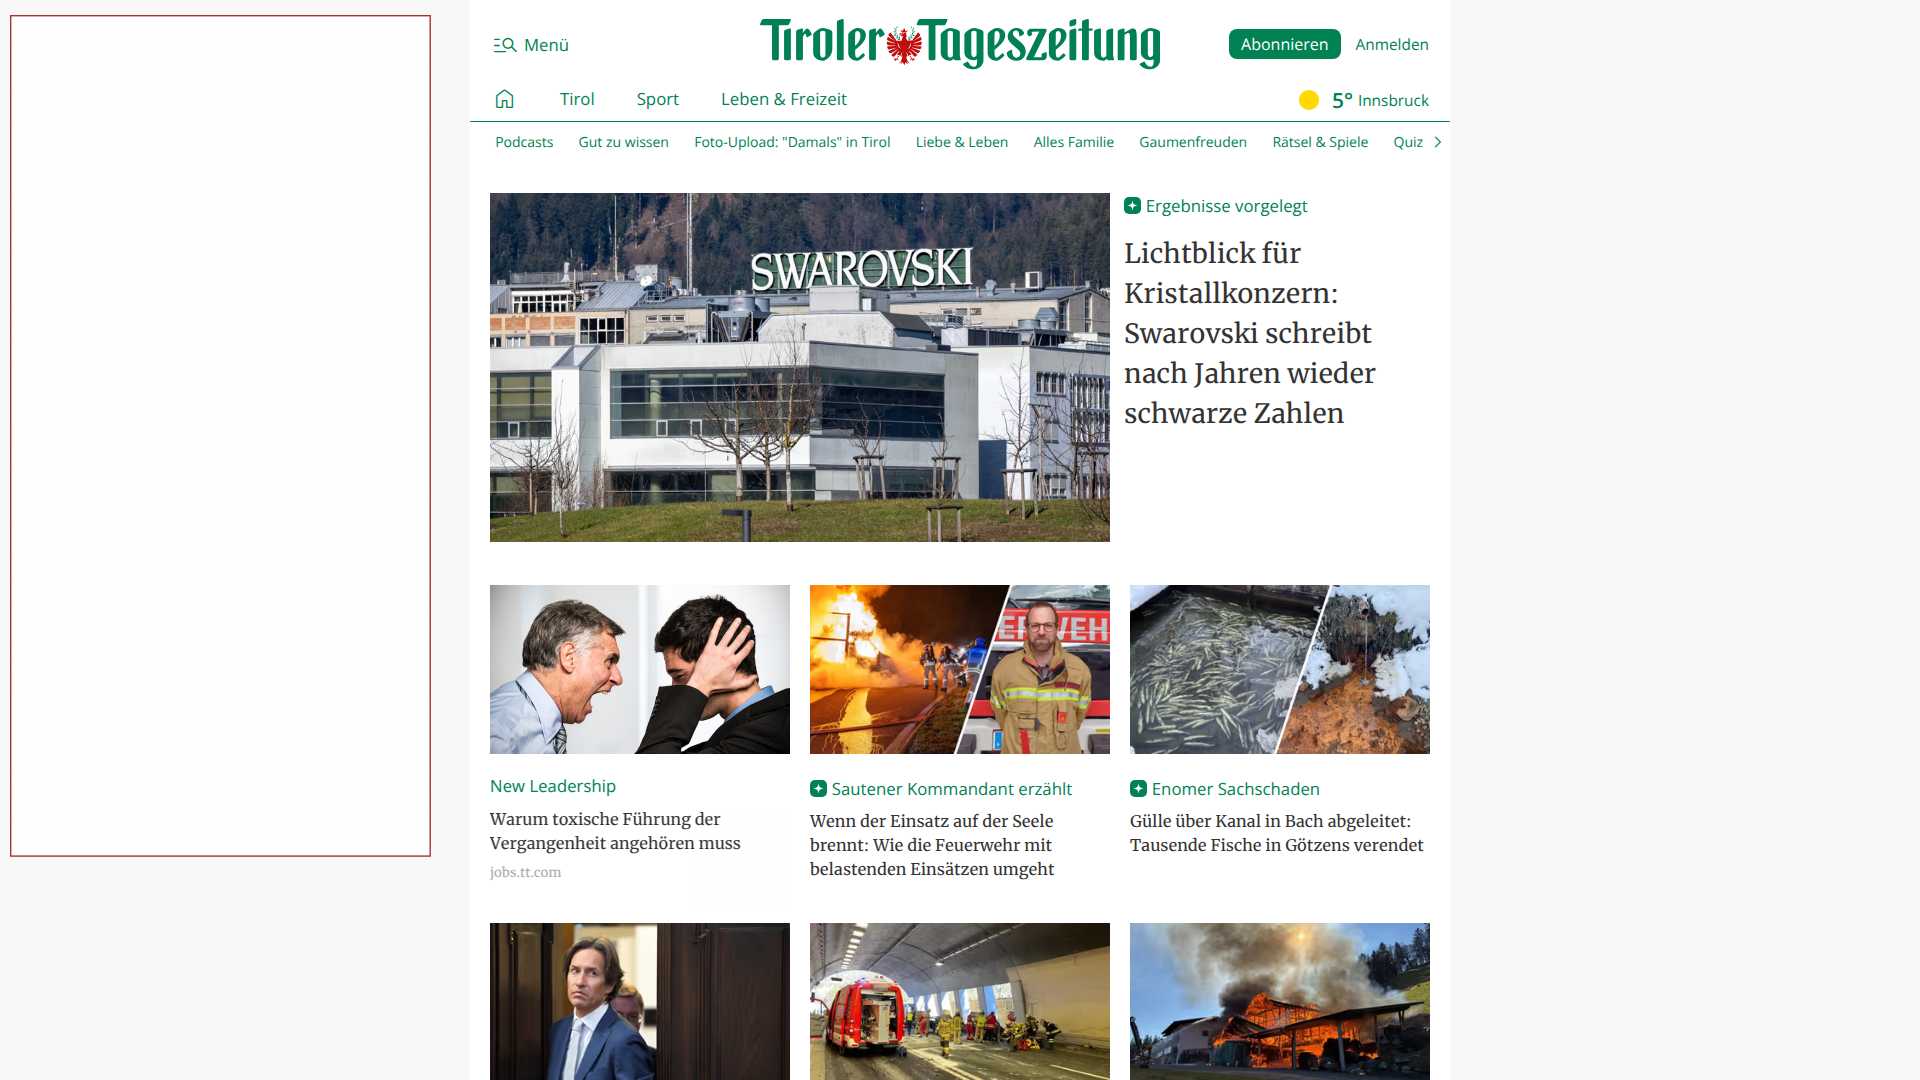 Menü
Tiroler Tageszeitung
Abonnieren
Anmelden
Tirol
Sport
Leben & Freizeit
5° Innsbruck
Podcasts
Gut zu wissen
Foto-Upload: "Damals" in Tirol
Liebe & Leben
Alles Familie
Gaumenfreuden
Rätsel & Spiele
Quiz
SWAROVSKI
Ergebnisse vorgelegt
Lichtblick für
Kristallkonzern:
Swarovski schreibt
nach Jahren wieder
schwarze Zahlen
New Leadership
Warum toxische Führung der
Vergangenheit angehören muss
jobs.tt.com
Sautener Kommandant erzählt
Wenn der Einsatz auf der Seele
brennt: Wie die Feuerwehr mit
belastenden Einsätzen umgeht
Enomer Sachschaden
Gülle über Kanal in Bach abgeleitet:
Tausende Fische in Götzens verendet